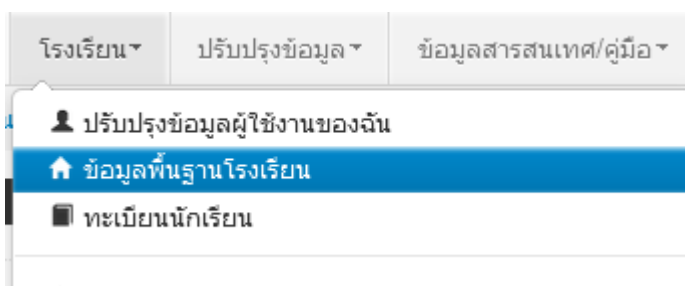 โรงเรียน ปรับปรุงข้อมูล ข้อมูลสารสนเทศ/คู่มือ
ปรับปรุงข้อมูลผู้ใช้งานของฉัน
ข้อมูลพื้นฐานโรงเรียน
ทะเบียนนักเรียน